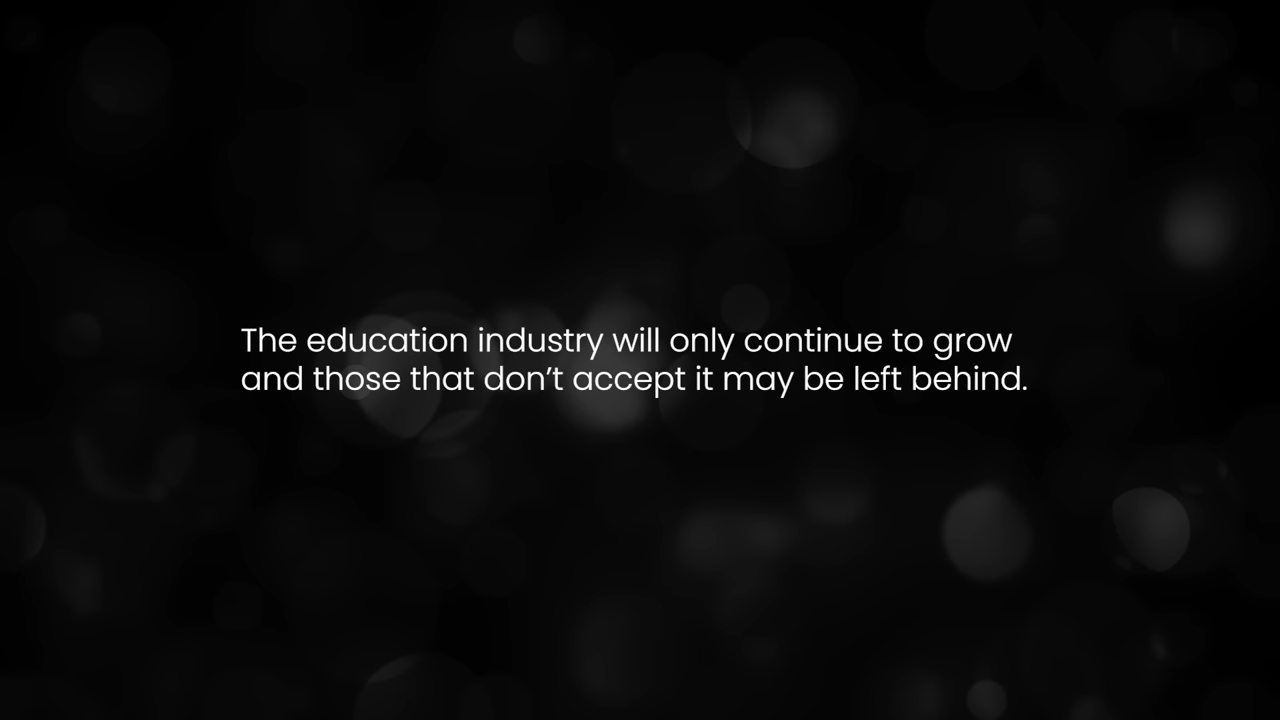 The education industry will only continue to grow
and those that don’t accept it may be left behind.